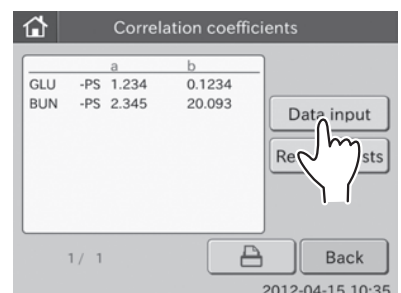 Correlation coefficients
a b
GLU -PS 1.234 0.1234
BUN -PS 2.345 20.093
Data input
1/ 1
Back
2012-04-15 10:35